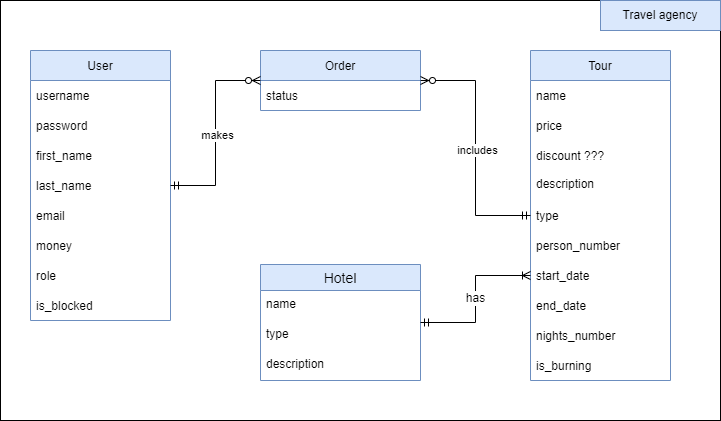 Travel agency
User
username
password
first_name
last_name
email
money
role
is_blocked
makes
Order
status
includes
Tour
name
price
discount ???
description
type
person_number
start_date
end_date
nights_number
is_burning
Hotel
name
type
description
has